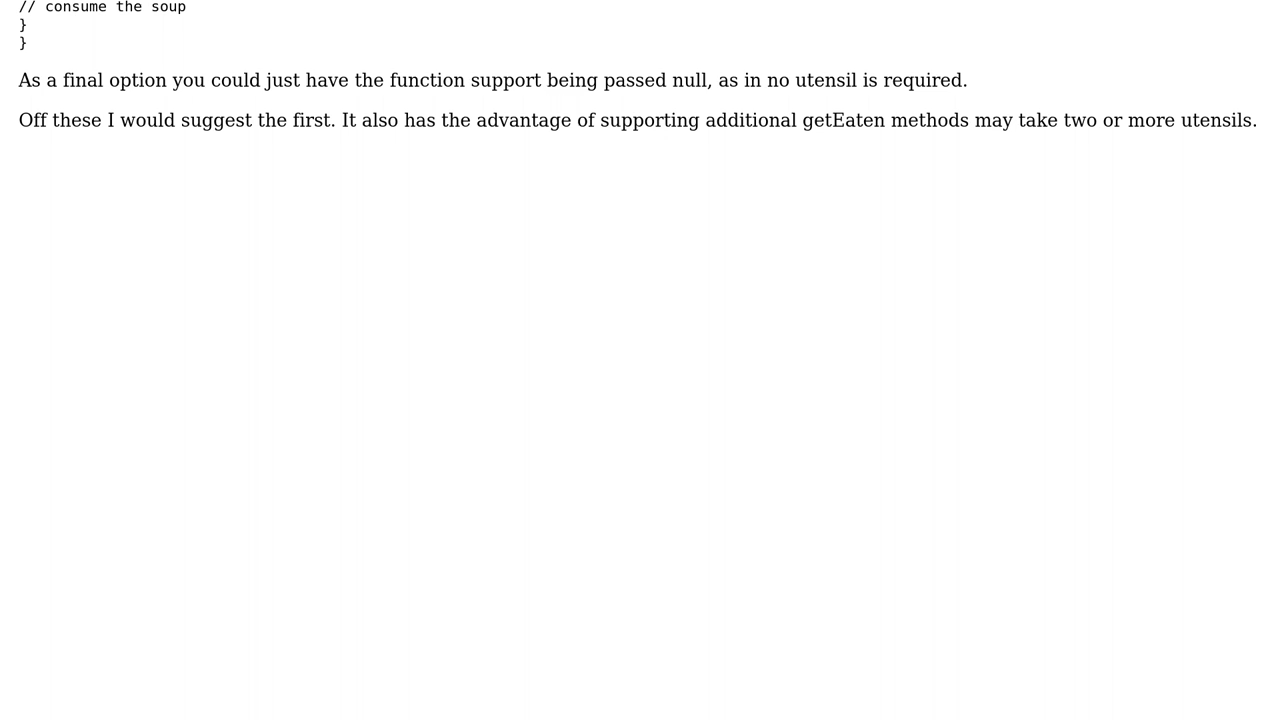 // consume the soup
}
}
As a final option you could just have the function support being passed null, as in no utensil is required.
Off these I would suggest the first. It also has the advantage of supporting additional getEaten methods may take two or more utensils.